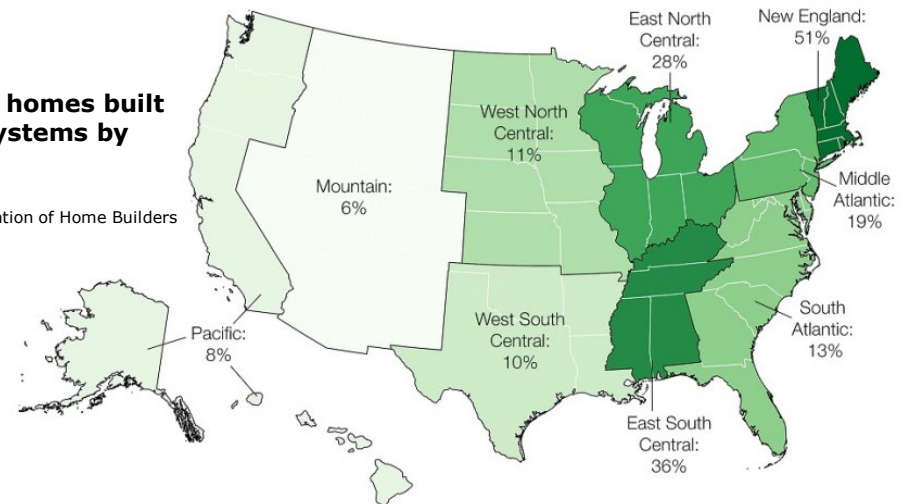 homes built
ystems by
ation of Home Builders
East North
Central:
28%
New England:
51%
West North
Central:
11%
Mountain:
6%
Middle
Atlantic:
19%
Pacific:
8%
West South
Central:
10%
South
Atlantic:
13%
East South
Central:
36%